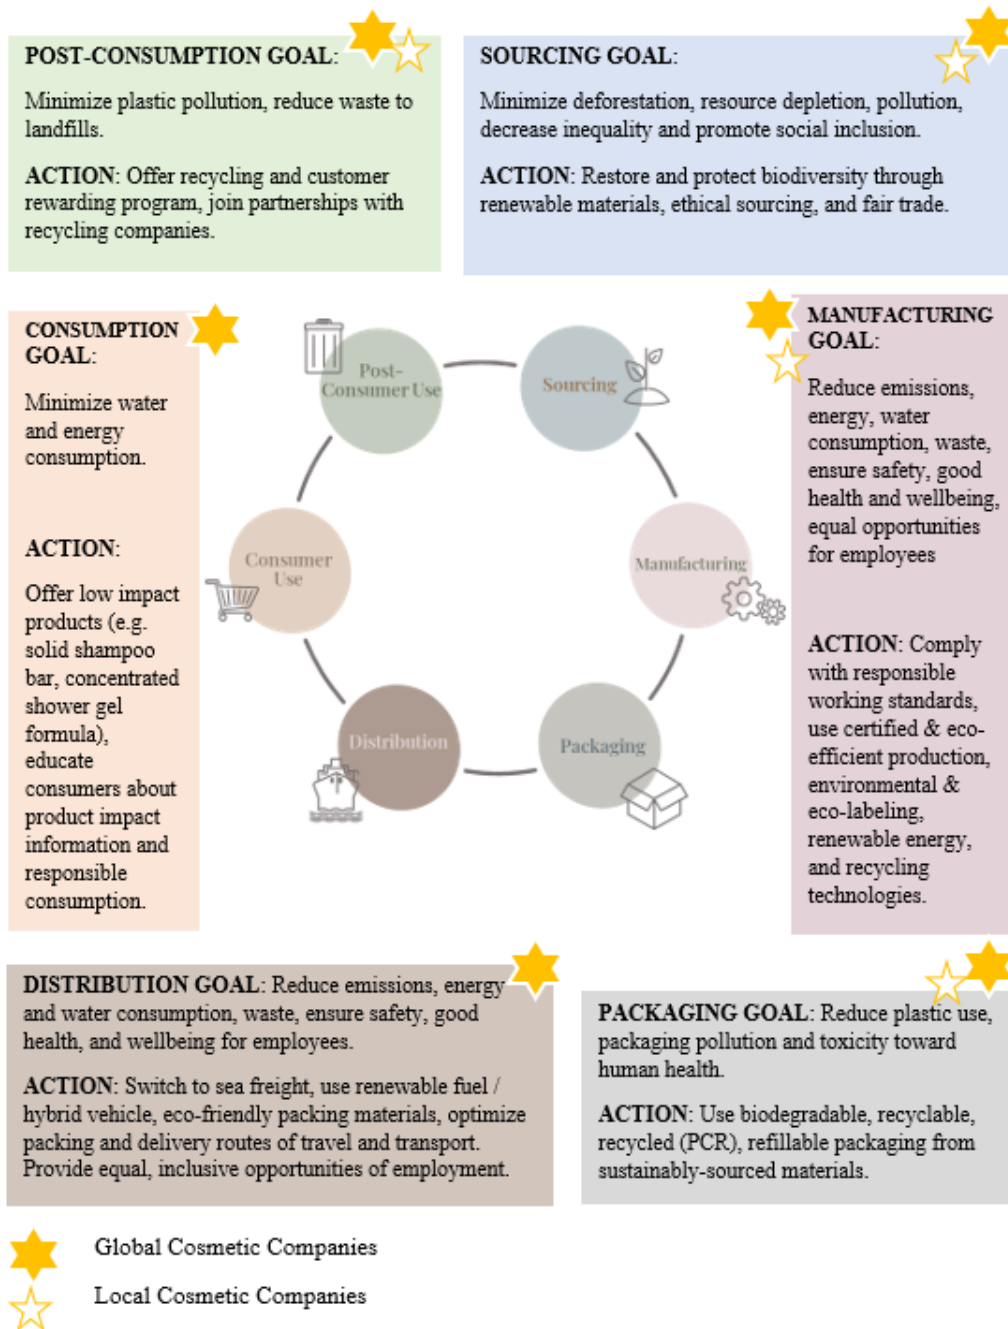 POST-CONSUMPTION GOAL:
Minimize plastic pollution, reduce waste to
landfills.
ACTION: Offer recycling and customer
rewarding program, join partnerships with
recycling companies.
SOURCING GOAL:
Minimize deforestation, resource depletion, pollution,
decrease inequality and promote social inclusion.
ACTION: Restore and protect biodiversity through
renewable materials, ethical sourcing, and fair trade.
CONSUMPTION
GOAL:
Minimize water
and energy
consumption.
ACTION:
Offer low impact
products (e.g.
solid shampoo
bar, concentrated
shower gel
formula),
educate
consumers about
product impact
information and
responsible
consumption.
Post-
Consumer Use
Sourcing
Consumer
Use
Manufacturing
Distribution
Packaging
MANUFACTURING
GOAL:
Reduce emissions,
energy, water
consumption, waste,
ensure safety, good
health and wellbeing,
equal opportunities
for employees
ACTION: Comply
with responsible
working standards,
use certified & eco-
efficient production,
environmental &
eco-labeling,
renewable energy,
and recycling
technologies.
DISTRIBUTION GOAL: Reduce emissions, energy
and water consumption, waste, ensure safety, good
health, and wellbeing for employees.
ACTION: Switch to sea freight, use renewable fuel /
hybrid vehicle, eco-friendly packing materials, optimize
packing and delivery routes of travel and transport.
Provide equal, inclusive opportunities of employment.
PACKAGING GOAL: Reduce plastic use,
packaging pollution and toxicity toward
human health.
ACTION: Use biodegradable, recyclable,
recycled (PCR), refillable packaging from
sustainably-sourced materials.
Global Cosmetic Companies
Local Cosmetic Companies